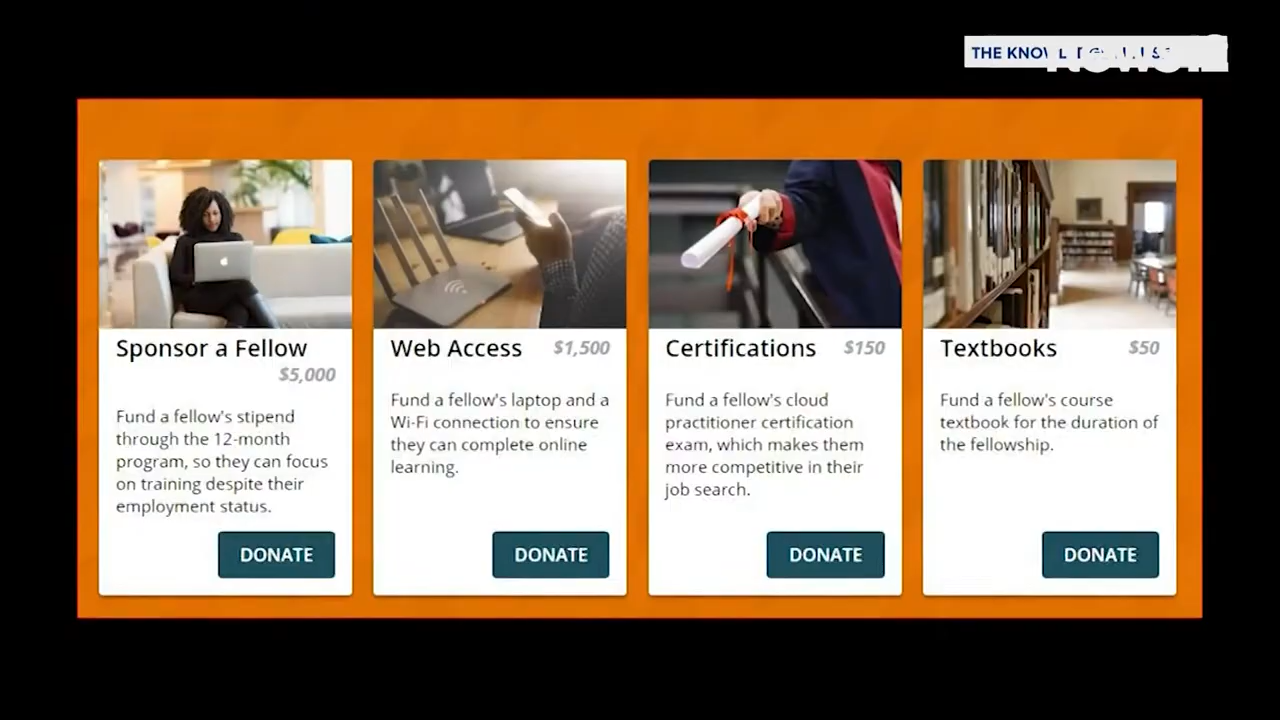 THE KNOW
Sponsor a Fellow
$5,000
Fund a fellow's stipend
through the 12-month
program, so they can focus
on training despite their
employment status.
DONATE
Web Access $1,500
Fund a fellow's laptop and a
Wi-Fi connection to ensure
they can complete online
learning.
DONATE
Certifications $150
Fund a fellow's cloud
practitioner certification
exam, which makes them
more competitive in their
job search.
DONATE
Textbooks $50
Fund a fellow's course
textbook for the duration of
the fellowship.
DONATE